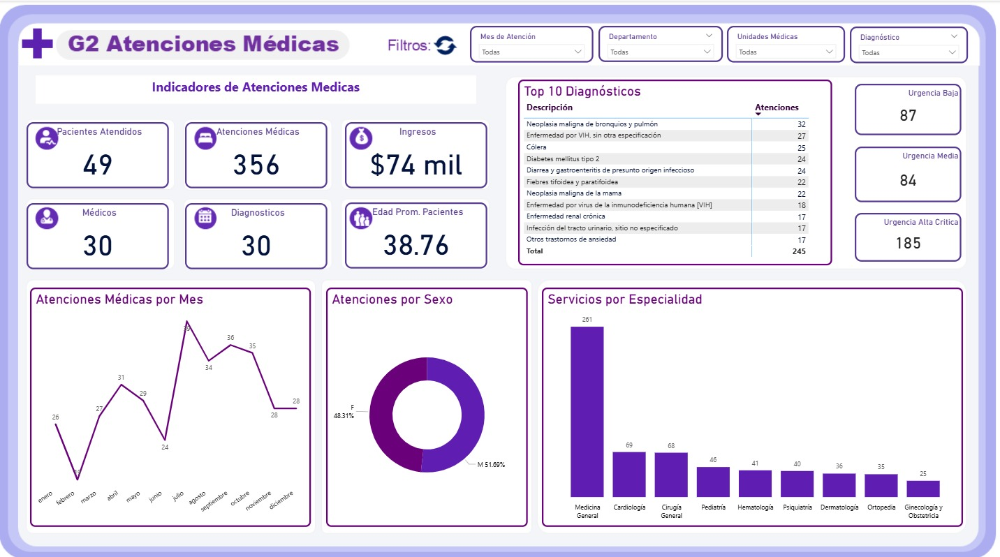 G2 Atenciones Médicas
Filtros:
Mes de Atención
Todas
Departamento
Todas
Unidades Médicas
Todas
Diagnóstico
Todas
Indicadores de Atenciones Medicas
Pacientes Atendidos
49
Atenciones Médicas
356
Ingresos
$74 mil
Médicos
30
Diagnosticos
30
Edad Prom. Pacientes
38.76
Top 10 Diagnósticos
Descripción Atenciones
Neoplasia maligna de bronquios y pulmón 32
Enfermedad por VIH, sin otra especificación 27
Cólera 25
Diabetes mellitus tipo 2 24
Diarrea y gastroenteritis de presunto origen infeccioso 24
Fiebres tifoidea y paratifoidea 22
Neoplasia maligna de la mama 22
Enfermedad por virus de la inmunodeficiencia humana [VIH] 18
Enfermedad renal crónica 17
Infección del tracto urinario, sitio no especificado 17
Otros trastornos de ansiedad 17
Total 245
Urgencia Baja
87
Urgencia Media
84
Urgencia Alta Critica
185
Atenciones Médicas por Mes
26
27
31
29
24
34
36
35
28
28
enero
febrero
marzo
abril
mayo
junio
julio
agosto
septiembre
octubre
noviembre
diciembre
Atenciones por Sexo
F
48.31%
M 51.69%
Servicios por Especialidad
261
69
68
46
41
40
36
35
25
Medicina General
Cardiología
Cirugía General
Pediatría
Hematología
Psiquiatría
Dermatología
Ortopedia
Ginecología y Obstetricia